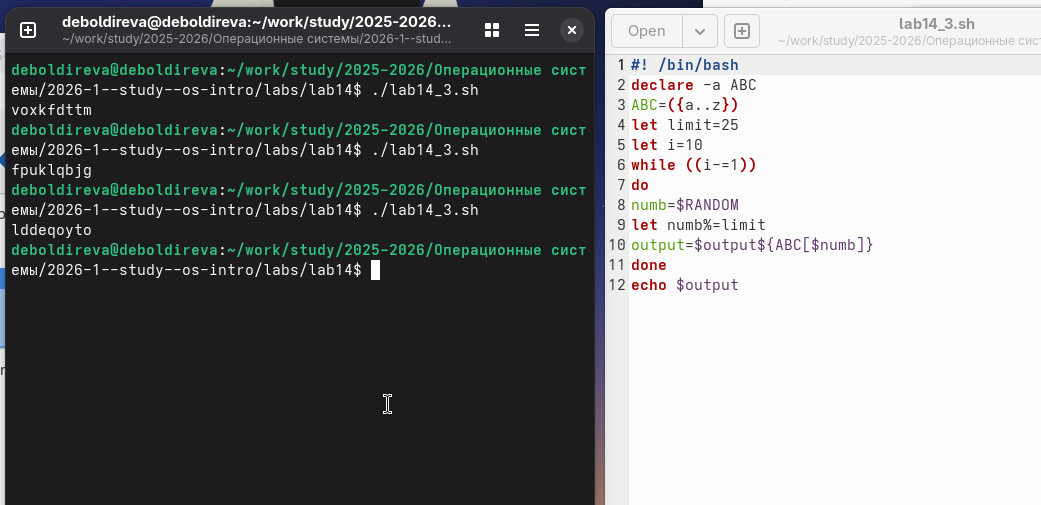 deboldireva@deboldireva:~/work/study/2025-2026...
~/work/study/2025-2026/Операционные системы/2026-1--stud...
deboldireva@deboldireva:~/work/study/2025-2026/Операционные сист
емы/2026-1--study--os-intro/labs/lab14$ ./lab14_3.sh
voxkfdttm
deboldireva@deboldireva:~/work/study/2025-2026/Операционные сист
емы/2026-1--study--os-intro/labs/lab14$ ./lab14_3.sh
fpuklqbjg
deboldireva@deboldireva:~/work/study/2025-2026/Операционные сист
емы/2026-1--study--os-intro/labs/lab14$ ./lab14_3.sh
lddeqoyto
deboldireva@deboldireva:~/work/study/2025-2026/Операционные сист
емы/2026-1--study--os-intro/labs/lab14$
Open
lab14_3.sh
~/work/study/2025-2026/Операционные сист
1 #! /bin/bash
2 declare -a ABC
3 ABC=({a..z})
4 let limit=25
5 let i=10
6 while ((i-=1))
7 do
8 numb=$RANDOM
9 let numb%=limit
10 output=$output${ABC[$numb]}
11 done
12 echo $output